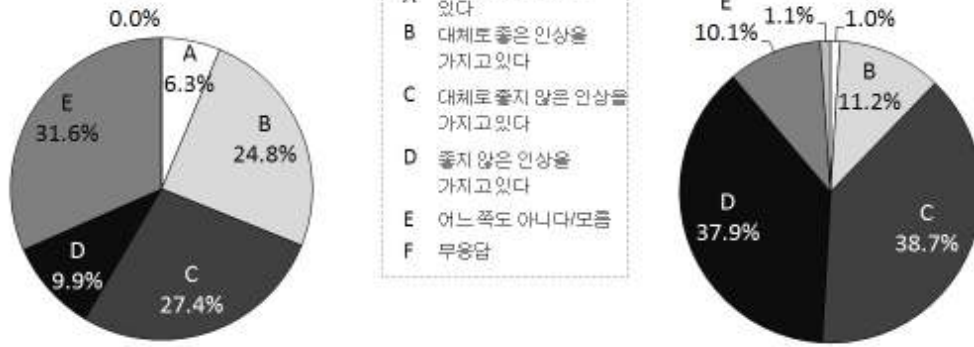 0.0%
A
6.3%
B
24.8%
C
27.4%
D
9.9%
E
31.6%
있다
B 대체로 좋은 인상을
가지고 있다
C 대체로 좋지 않은 인상을
가지고 있다
D 좋지 않은 인상을
가지고 있다
E 어느 쪽도 아니다/모름
F 무응답
E
10.1%
1.1%
1.0%
B
11.2%
C
38.7%
D
37.9%